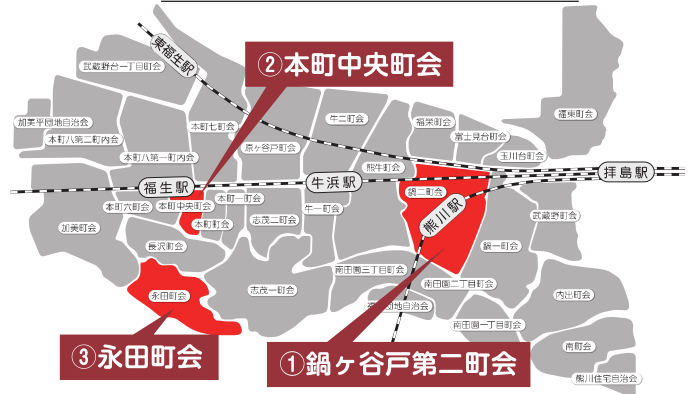 東福生駅
②本町中央町会
武蔵野台一丁目町会
加美平団地自治会
本町八第二町内会
本町七町会
牛二町会
福栄町会
福東町会
富士見台町会
本町八第一町内会
原ヶ谷戸町会
玉川台町会
熊牛町会
拝島駅
福生駅
牛浜駅
鍋二町会
本町六町会
本町中央町会
本町一町会
牛一町会
熊川駅
武蔵野町会
加美町会
本町町会
志茂二町会
長沢町会
鍋一町会
南田園三丁目町会
南田園二丁目町会
永田町会
志茂一町会
団地自治会
内出町会
南田園一丁目町会
③永田町会
①鍋ヶ谷戸第二町会
南町会
熊川住宅自治会